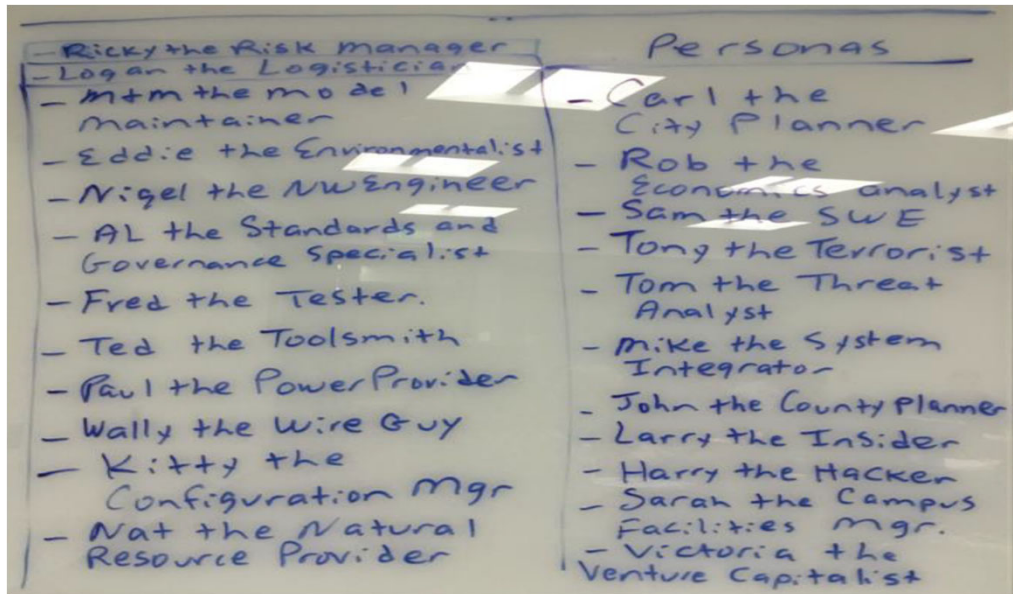 - Ricky the Risk manager
- Logan the Logistician
- MtM the model
maintainer
- Eddie the Environmentalist
- Nigel the NW Engineer
- AL the Standards and
Governance Specialist
- Fred the Tester.
- Ted the Toolsmith
- Paul the Power Provider
- Wally the Wire Guy
- Kitty the
Configuration Mgr
- Nat the Natural
Resource Provider
Personas
- Carl the
City Planner
- Rob the
Economics analyst
- Sam the SWE
- Tony the Terrorist
- Tom the Threat
Analyst
- Mike the System
Integrator
- John the County Planner
- Larry the Insider
- Harry the Hacker
- Sarah the Campus
Facilities Mgr.
- Victoria the
Venture Capitalist